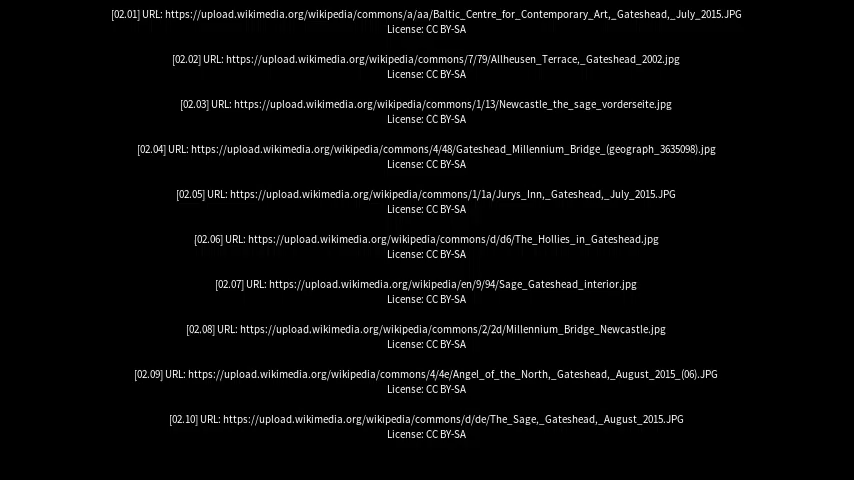 [02.01] URL: https://upload.wikimedia.org/wikipedia/commons/a/aa/Baltic_Centre_for_Contemporary_Art,_Gateshead,_July_2015.JPG
License: CC BY-SA
[02.02] URL: https://upload.wikimedia.org/wikipedia/commons/7/79/Allheusen_Terrace,_Gateshead_2002.jpg
License: CC BY-SA
[02.03] URL: https://upload.wikimedia.org/wikipedia/commons/1/13/Newcastle_the_sage_vorderseite.jpg
License: CC BY-SA
[02.04] URL: https://upload.wikimedia.org/wikipedia/commons/4/48/Gateshead_Millennium_Bridge_(geograph_3635098).jpg
License: CC BY-SA
[02.05] URL: https://upload.wikimedia.org/wikipedia/commons/1/1a/Jurys_Inn,_Gateshead,_July_2015.JPG
License: CC BY-SA
[02.06] URL: https://upload.wikimedia.org/wikipedia/commons/d/d6/The_Hollies_in_Gateshead.jpg
License: CC BY-SA
[02.07] URL: https://upload.wikimedia.org/wikipedia/en/9/94/Sage_Gateshead_interior.jpg
License: CC BY-SA
[02.08] URL: https://upload.wikimedia.org/wikipedia/commons/2/2d/Millennium_Bridge_Newcastle.jpg
License: CC BY-SA
[02.09] URL: https://upload.wikimedia.org/wikipedia/commons/4/4e/Angel_of_the_North,_Gateshead,_August_2015_(06).JPG
License: CC BY-SA
[02.10] URL: https://upload.wikimedia.org/wikipedia/commons/d/de/The_Sage,_Gateshead,_August_2015.JPG
License: CC BY-SA